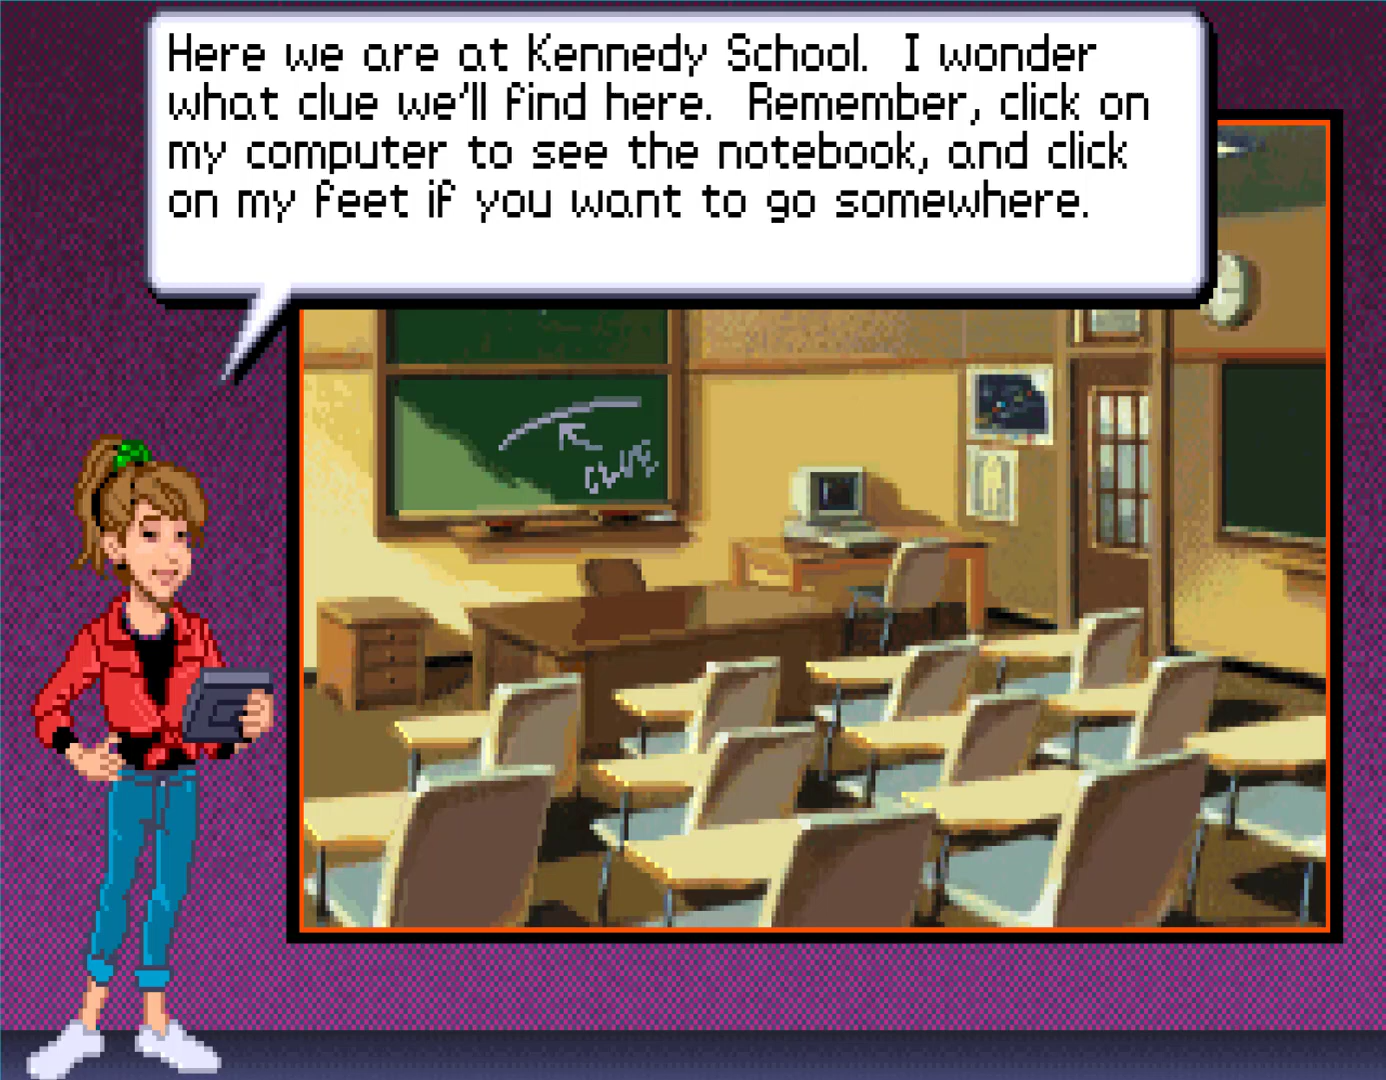 Here we are at Kennedy School.  I wonder
what clue we'll find here.  Remember, click on
my computer to see the notebook, and click
on my feet if you want to go somewhere.
CLUE